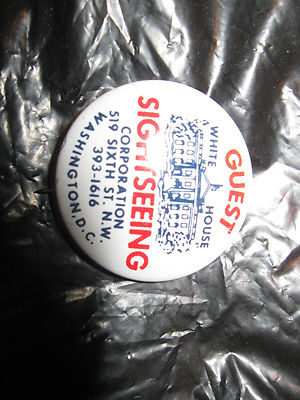 GUEST
WHITE HOUSE
SIGHTSEEING
CORPORATION
519 SIXTH ST. N.W.
393-1616
WASHINGTON, D.C.